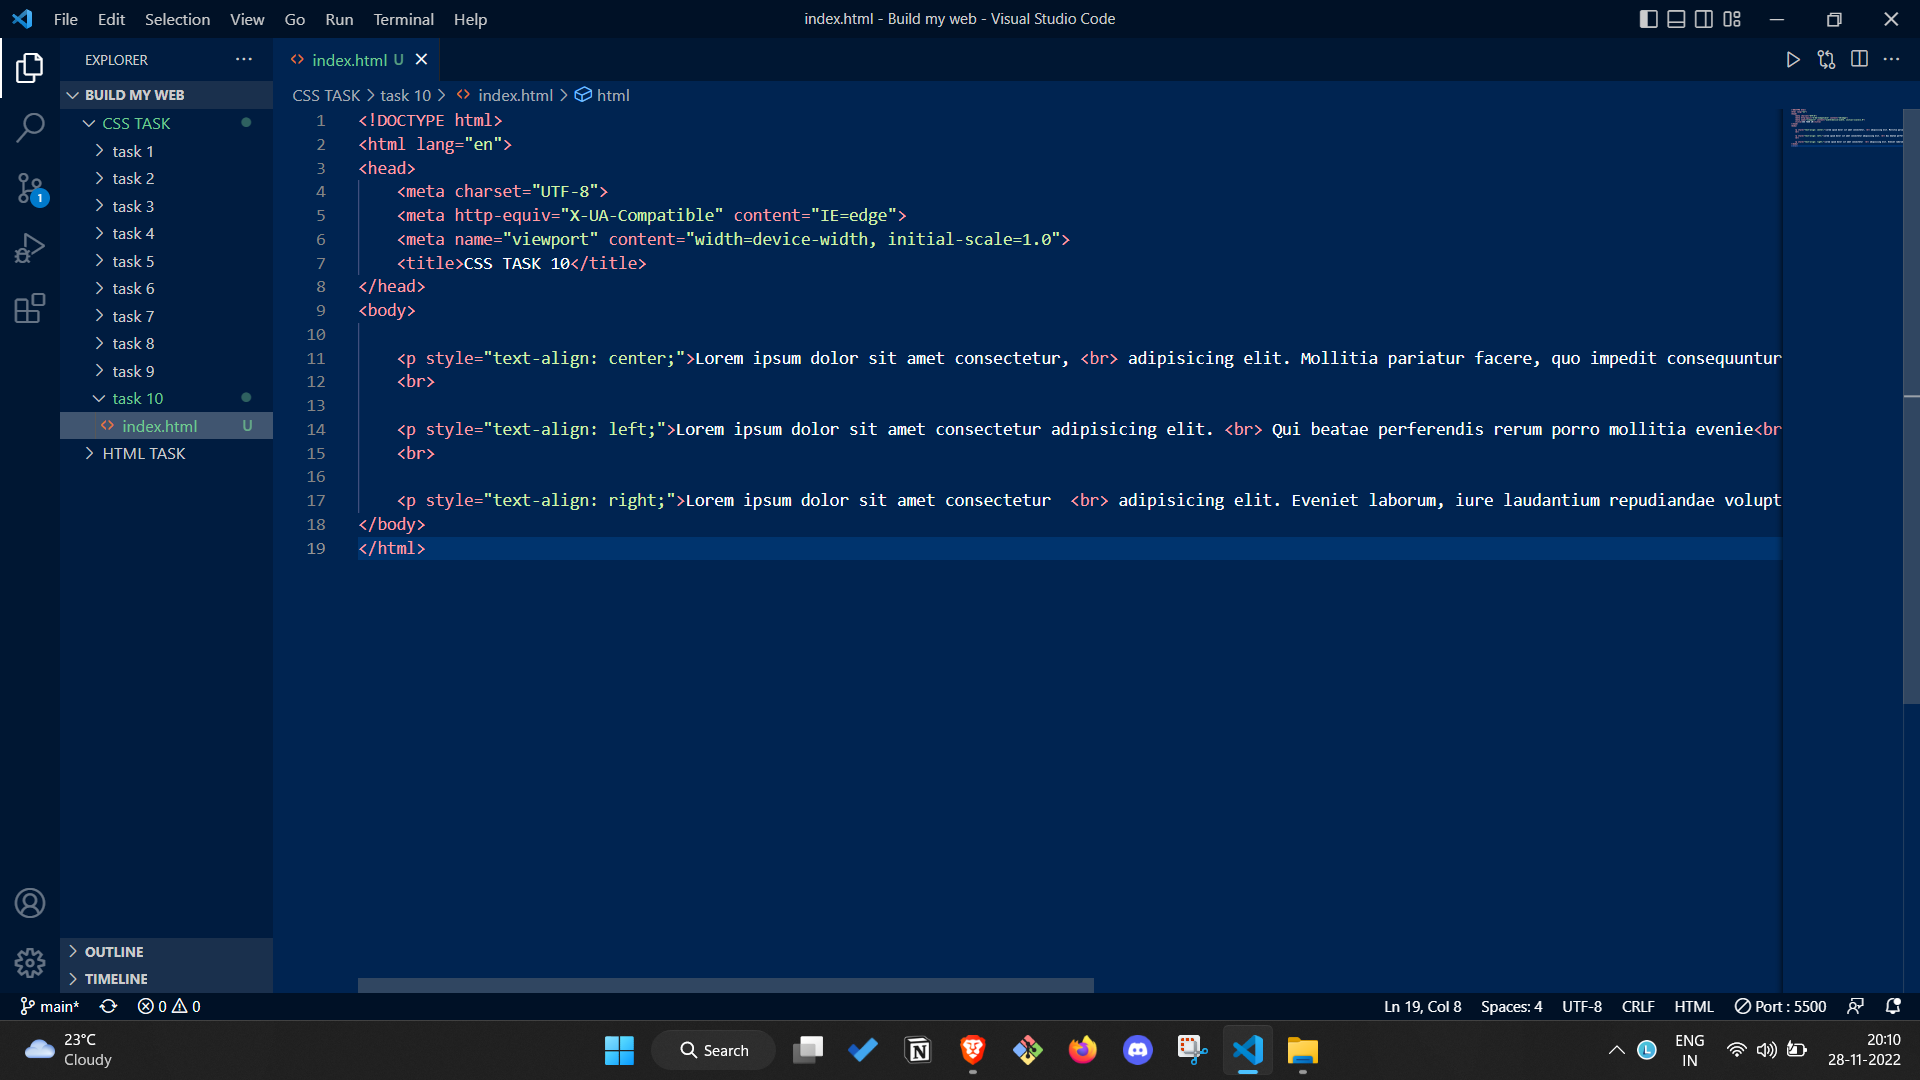 File Edit Selection View Go Run Terminal Help
index.html - Build my web - Visual Studio Code
EXPLORER
index.html U
BUILD MY WEB
CSS TASK
task 1
task 2
task 3
task 4
task 5
task 6
task 7
task 8
task 9
task 10
index.html U
HTML TASK
OUTLINE
TIMELINE
CSS TASK > task 10 > index.html > html
1 <!DOCTYPE html>
2 <html lang="en">
3 <head>
4 <meta charset="UTF-8">
5 <meta http-equiv="X-UA-Compatible" content="IE=edge">
6 <meta name="viewport" content="width=device-width, initial-scale=1.0">
7 <title>CSS TASK 10</title>
8 </head>
9 <body>
10
11 <p style="text-align: center;">Lorem ipsum dolor sit amet consectetur, <br> adipisicing elit. Mollitia pariatur facere, quo impedit consequuntur
12 <br>
13
14 <p style="text-align: left;">Lorem ipsum dolor sit amet consectetur adipisicing elit. <br> Qui beatae perferendis rerum porro mollitia evenie<br
15 <br>
16
17 <p style="text-align: right;">Lorem ipsum dolor sit amet consectetur  <br> adipisicing elit. Eveniet laborum, iure laudantium repudiandae volupt
18 </body>
19 </html>
1
main* 0 0
Ln 19, Col 8 Spaces: 4 UTF-8 CRLF HTML Port : 5500
23°C
Cloudy
Search
ENG
IN
20:10
28-11-2022